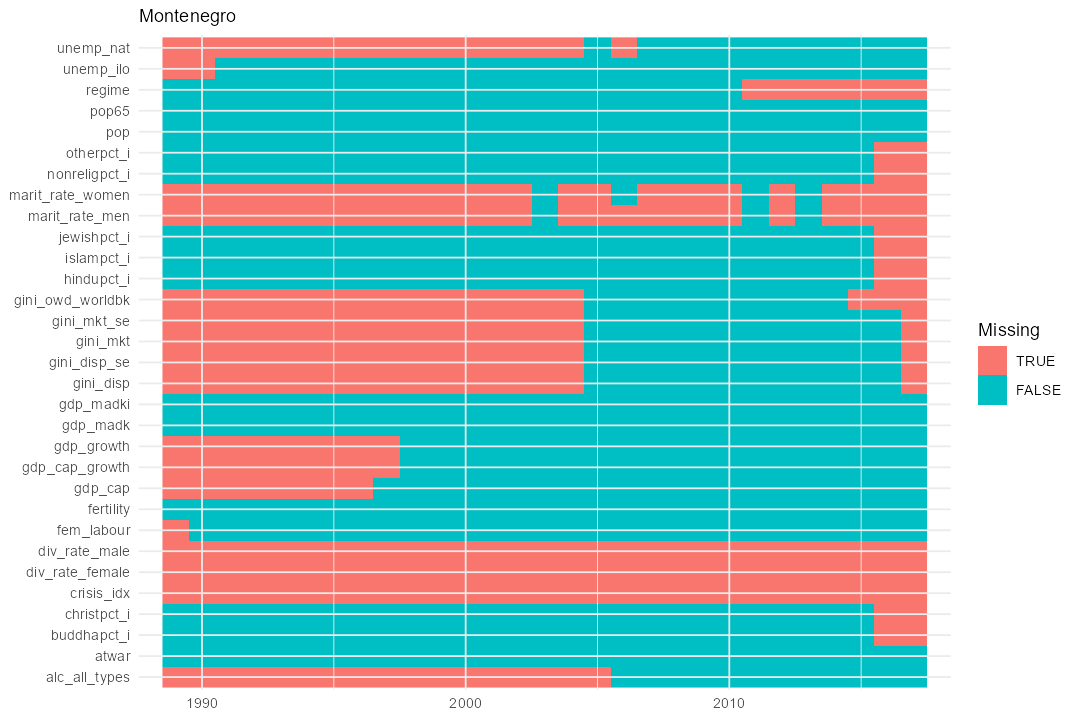 Montenegro
unemp_nat
unemp_ilo
regime
pop65
pop
otherpct_i
nonreligpct_i
marit_rate_women
marit_rate_men
jewishpct_i
islampct_i
hindupct_i
gini_owd_worldbk
gini_mkt_se
gini_mkt
gini_disp_se
gini_disp
gdp_madki
gdp_madk
gdp_growth
gdp_cap_growth
gdp_cap
fertility
fem_labour
div_rate_male
div_rate_female
crisis_idx
christpct_i
buddhapct_i
atwar
alc_all_types
1990
2000
2010
Missing
TRUE
FALSE